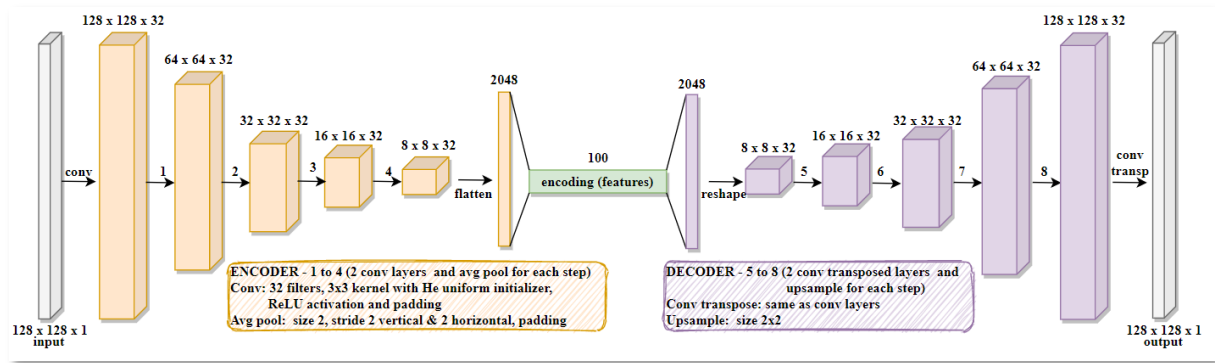 128 x 128 x 32
64 x 64 x 32
32 x 32 x 32
16 x 16 x 32
8 x 8 x 32
2048
conv
1
2
3
4
flatten
100
encoding (features)
2048
reshape
8 x 8 x 32
16 x 16 x 32
32 x 32 x 32
64 x 64 x 32
128 x 128 x 32
5
6
7
8
conv
transp
128 x 128 x 1
input
ENCODER - 1 to 4 (2 conv layers and avg pool for each step)
Conv: 32 filters, 3x3 kernel with He uniform initializer,
ReLU activation and padding
Avg pool: size 2, stride 2 vertical & 2 horizontal, padding
DECODER - 5 to 8 (2 conv transposed layers and
upsample for each step)
Conv transpose: same as conv layers
Upsample: size 2x2
128 x 128 x 1
output